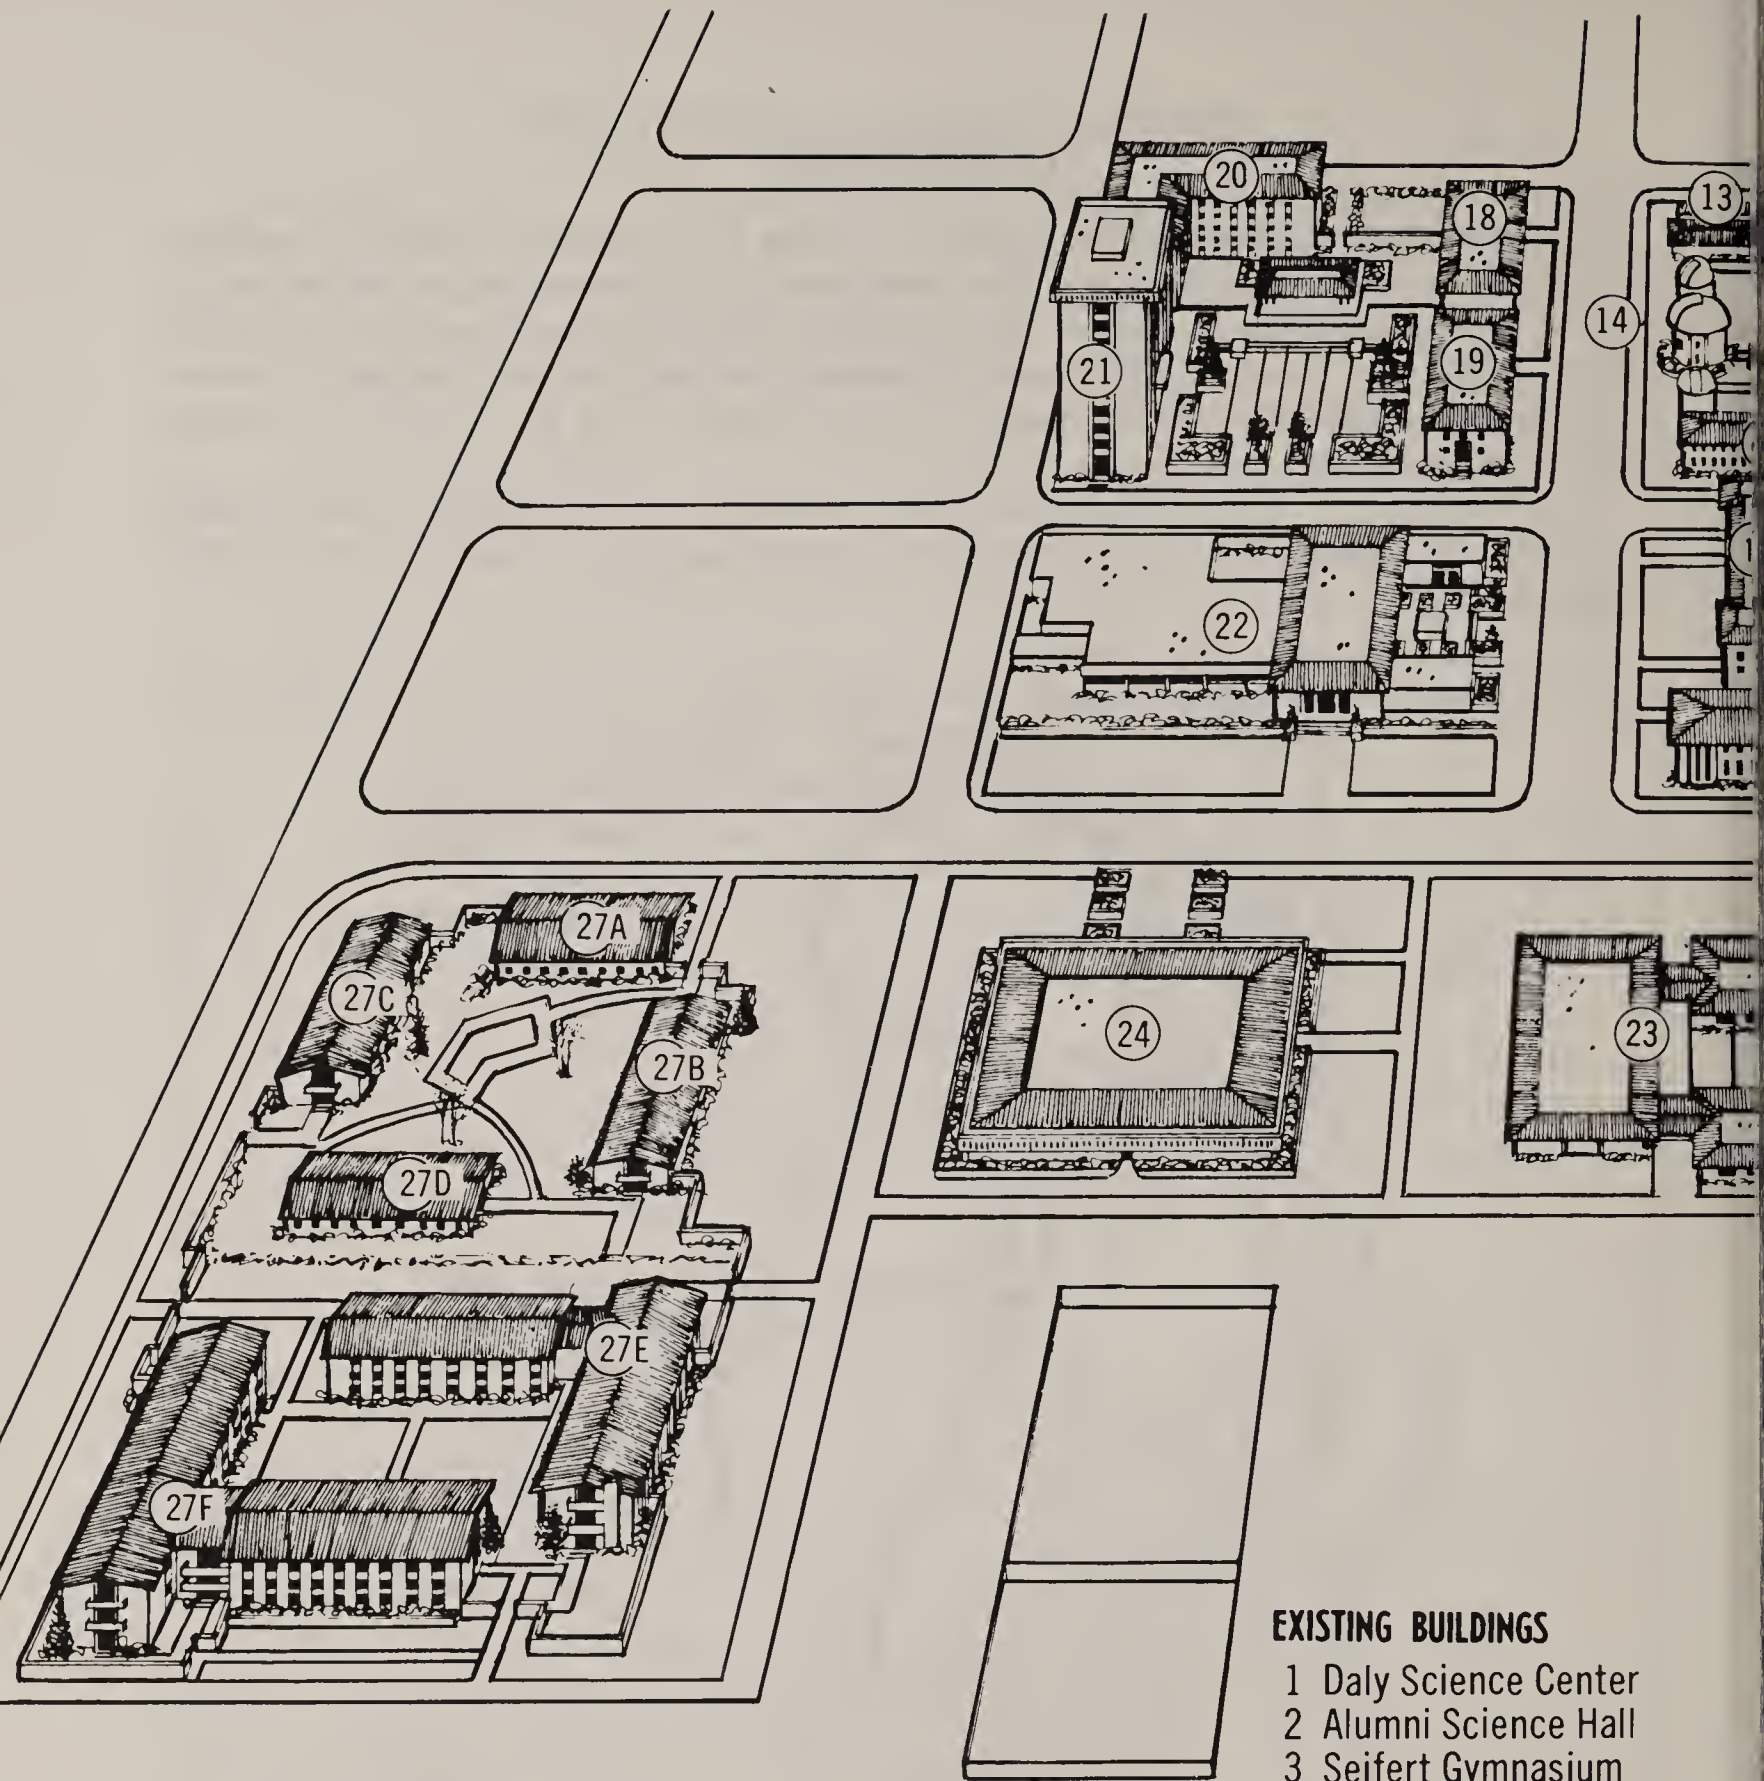 20
13
18
14
19
21
22
27A
27C
24
23
27B
27D
27E
27F
EXISTING BUILDINGS
1 Daly Science Center
2 Alumni Science Hall
3 Seifert Gymnasium